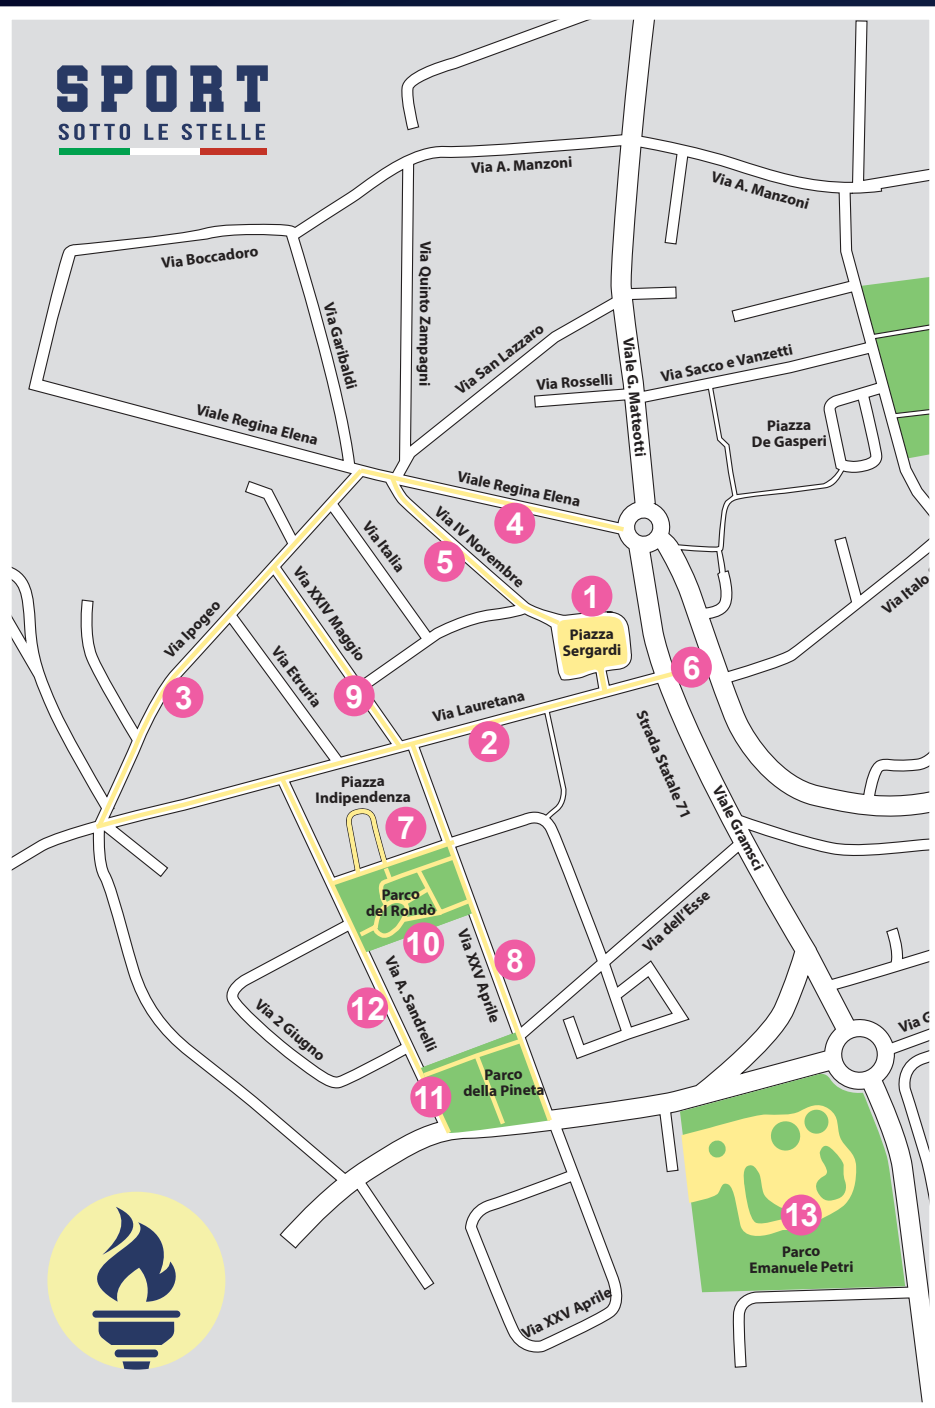 SPORT
SOTTO LE STELLE
Via A. Manzoni
Via A. Manzoni
Via Boccadoro
Via Quinto Zampagni
Via Garibaldi
Via San Lazzaro
Viale G. Matteotti
Via Sacco e Vanzetti
Via Rosselli
Viale Regina Elena
Piazza
De Gasperi
Viale Regina Elena
4
Via IV Novembre
Via Italia
5
1
Via Italo
Via XXIV Maggio
Via Ipogeo
Piazza
Sergardi
6
Via Etruria
3
9
Via Lauretana
2
Strada Statale 71
Piazza
Indipendenza
7
Viale Gramsci
Parco
del Rondò
10
Via dell'Esse
Via XXV Aprile
8
Via A. Sandrelli
12
Via 2 Giugno
Via G
Parco
della Pineta
11
13
Parco
Emanuele Petri
Via XXV Aprile